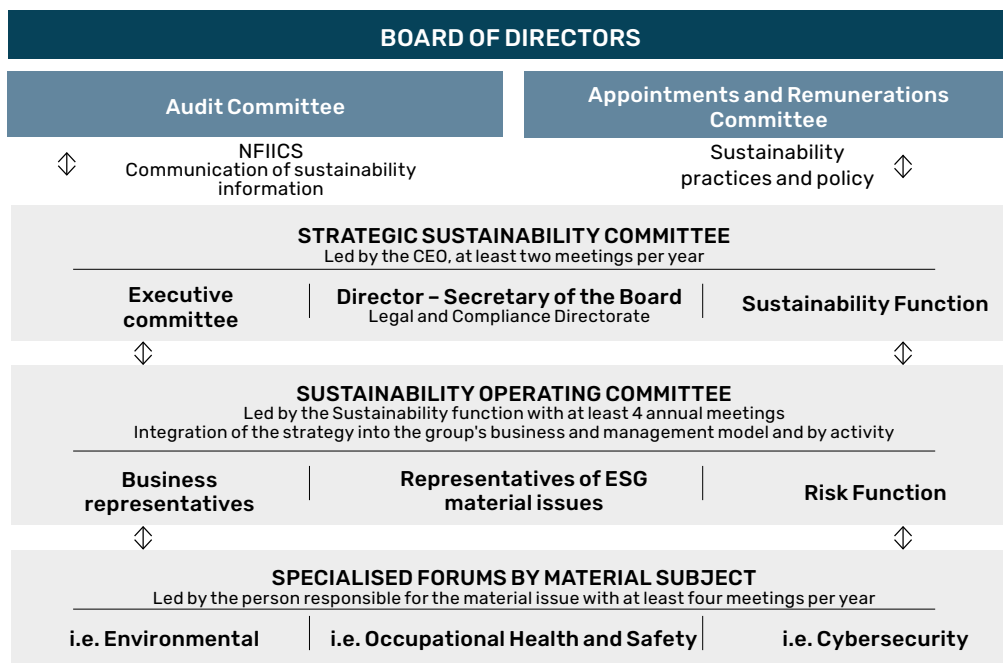 BOARD OF DIRECTORS
Audit Committee
Appointments and Remunerations
Committee
NFIICS
Communication of sustainability
information
Sustainability
practices and policy
STRATEGIC SUSTAINABILITY COMMITTEE
Led by the CEO, at least two meetings per year
Executive
committee
Director – Secretary of the Board
Legal and Compliance Directorate
Sustainability Function
SUSTAINABILITY OPERATING COMMITTEE
Led by the Sustainability function with at least 4 annual meetings
Integration of the strategy into the group's business and management model and by activity
Business
representatives
Representatives of ESG
material issues
Risk Function
SPECIALISED FORUMS BY MATERIAL SUBJECT
Led by the person responsible for the material issue with at least four meetings per year
i.e. Environmental
i.e. Occupational Health and Safety
i.e. Cybersecurity